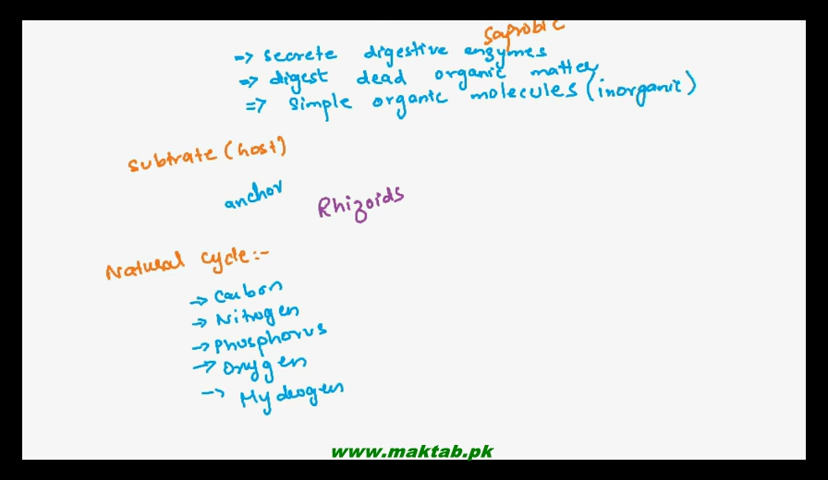 Saprobic
=> Secrete digestive enzymes
=> digest dead organic matter
=> Simple organic molecules (inorganic)
Subtrate (host)
anchor
Rhizoids
Natural cycle:-
-> Carbon
-> Nitrogen
-> Phosphorus
-> Oxygen
-> Hydrogen
www.maktab.pk